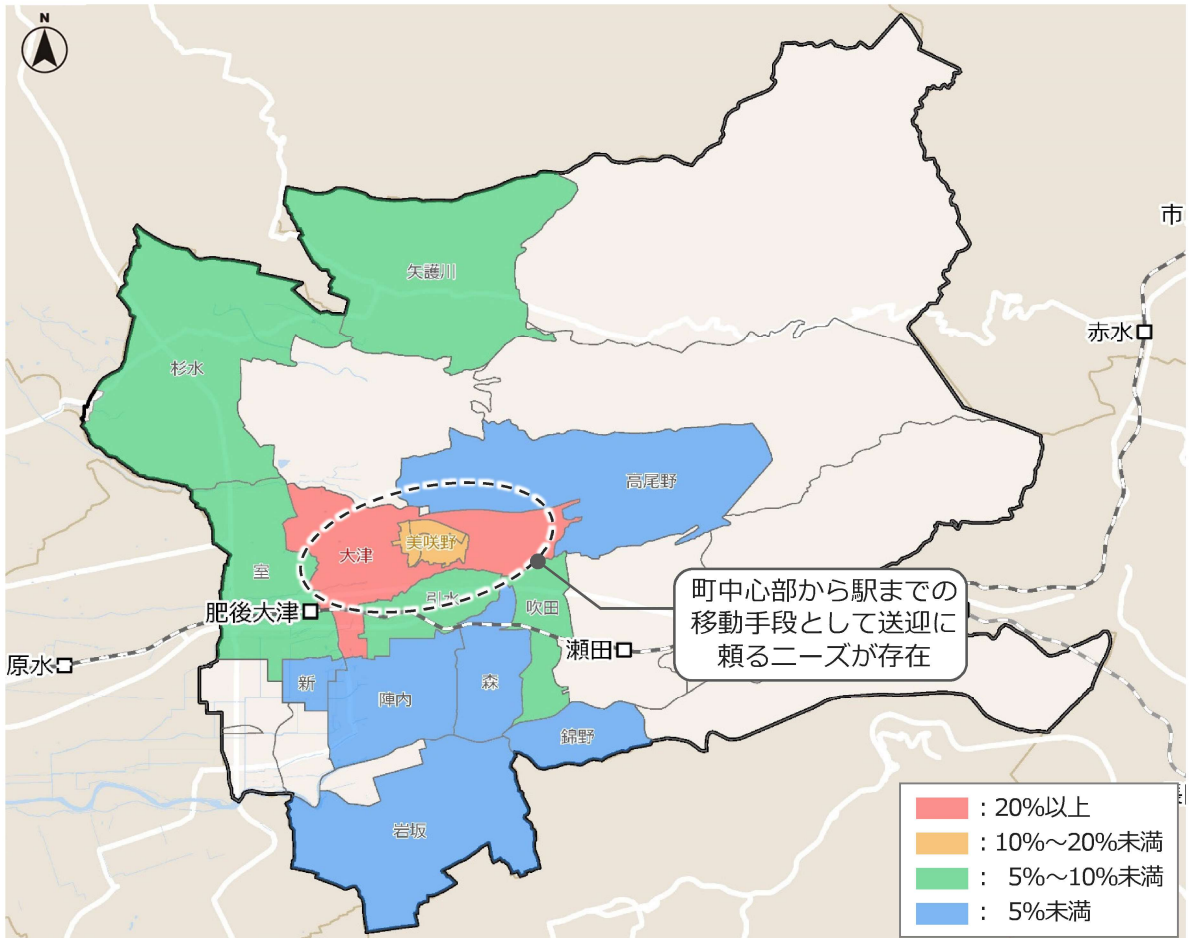 N
市
矢護川
赤水
杉水
高尾野
大津
美咲野
室
引水
吹田
肥後大津
町中心部から駅までの
移動手段として送迎に
頼るニーズが存在
瀬田
原水
新
陣内
森
錦野
岩坂
：20%以上
：10%～20%未満
： 5%～10%未満
： 5%未満